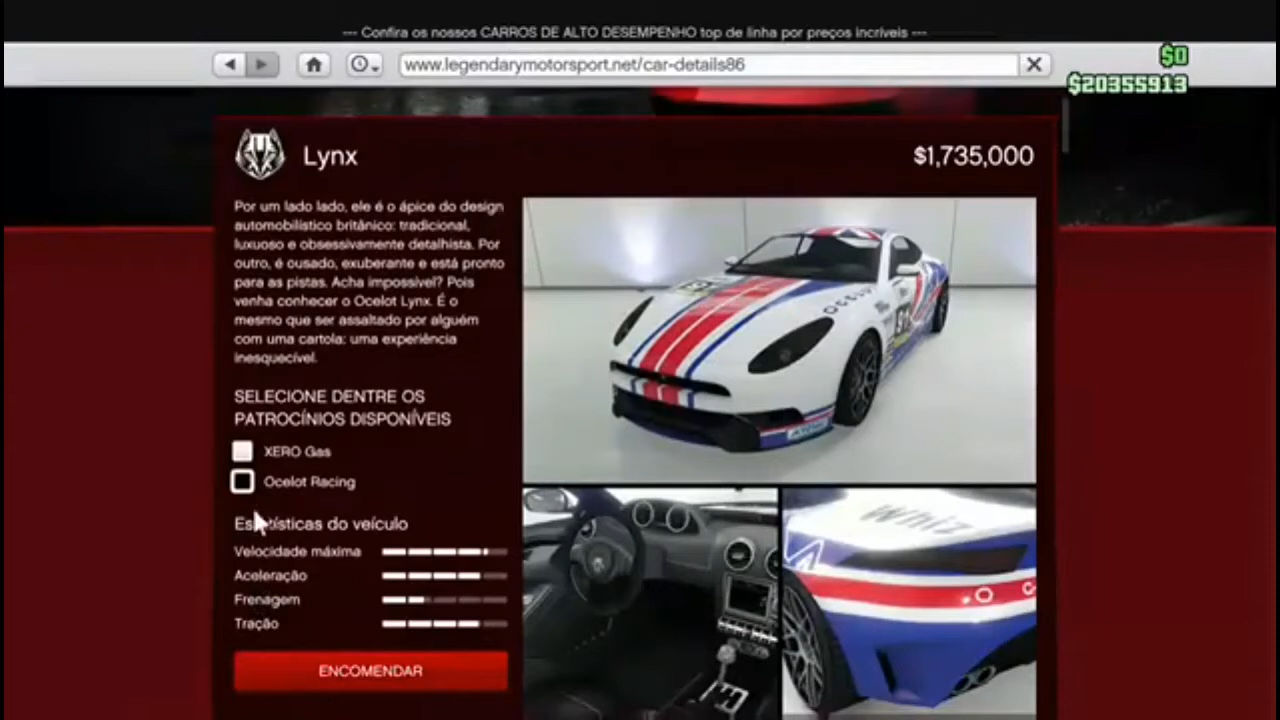 --- Confira os nossos CARROS DE ALTO DESEMPENHO top de linha por preços incríveis ---
www.legendarymotorsport.net/car-details86
$0
$20355913
Lynx
$1,735,000
Por um lado lado, ele é o ápice do design
automobilístico britânico: tradicional,
luxuoso e obsessivamente detalhista. Por
outro, é ousado, exuberante e está pronto
para as pistas. Acha impossível? Pois
venha conhecer o Ocelot Lynx. É o
mesmo que ser assaltado por alguém
com uma cartola: uma experiência
inesquecível.
SELECIONE DENTRE OS
PATROCÍNIOS DISPONÍVEIS
XERO Gas
Ocelot Racing
Estatísticas do veículo
Velocidade máxima
Aceleração
Frenagem
Tração
ENCOMENDAR
Ocelot
91
Whiz